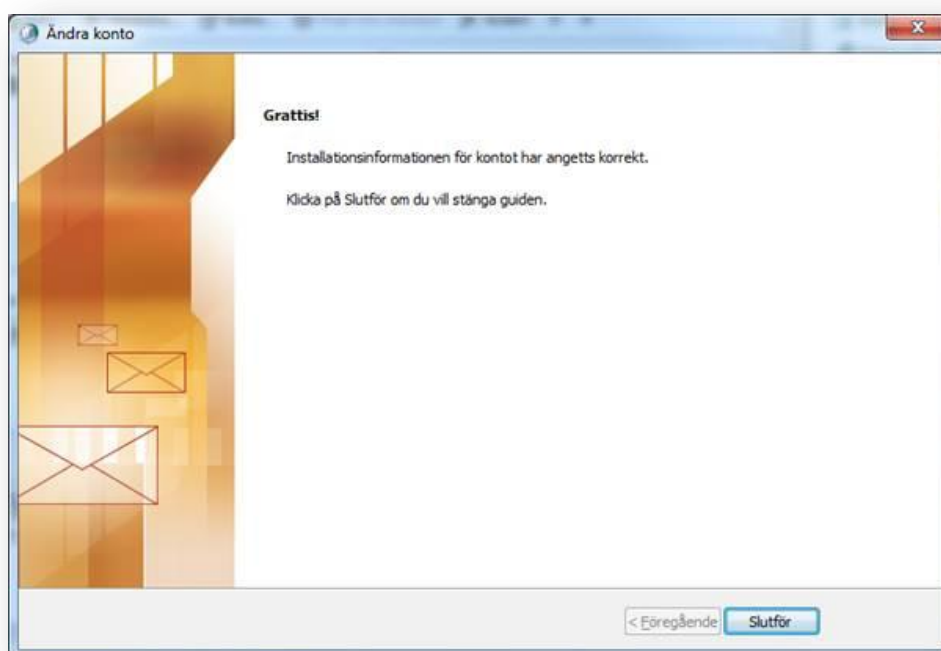 Ändra konto
Grattis!
Installationsinformationen för kontot har angetts korrekt.
Klicka på Slutför om du vill stänga guiden.
< Föregående
Slutför